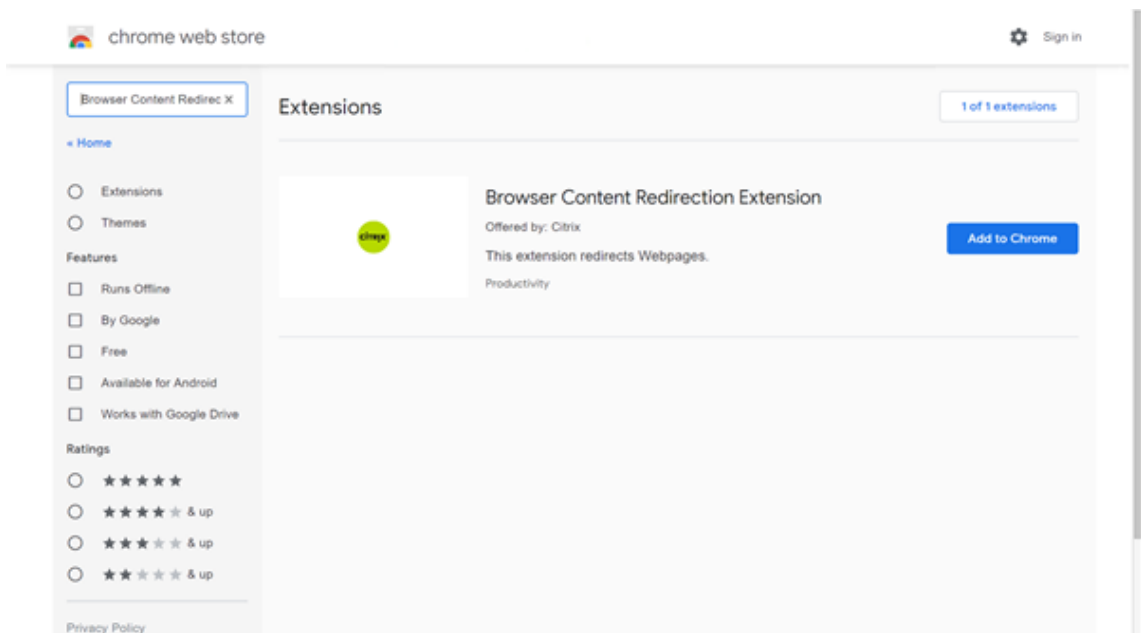 chrome web store
Sign in
Browser Content Redirec ×
« Home
Extensions
Themes
Features
Runs Offline
By Google
Free
Available for Android
Works with Google Drive
Ratings
& up
& up
& up
Privacy Policy
Extensions
1 of 1 extensions
citrix
Browser Content Redirection Extension
Offered by: Citrix
This extension redirects Webpages.
Productivity
Add to Chrome